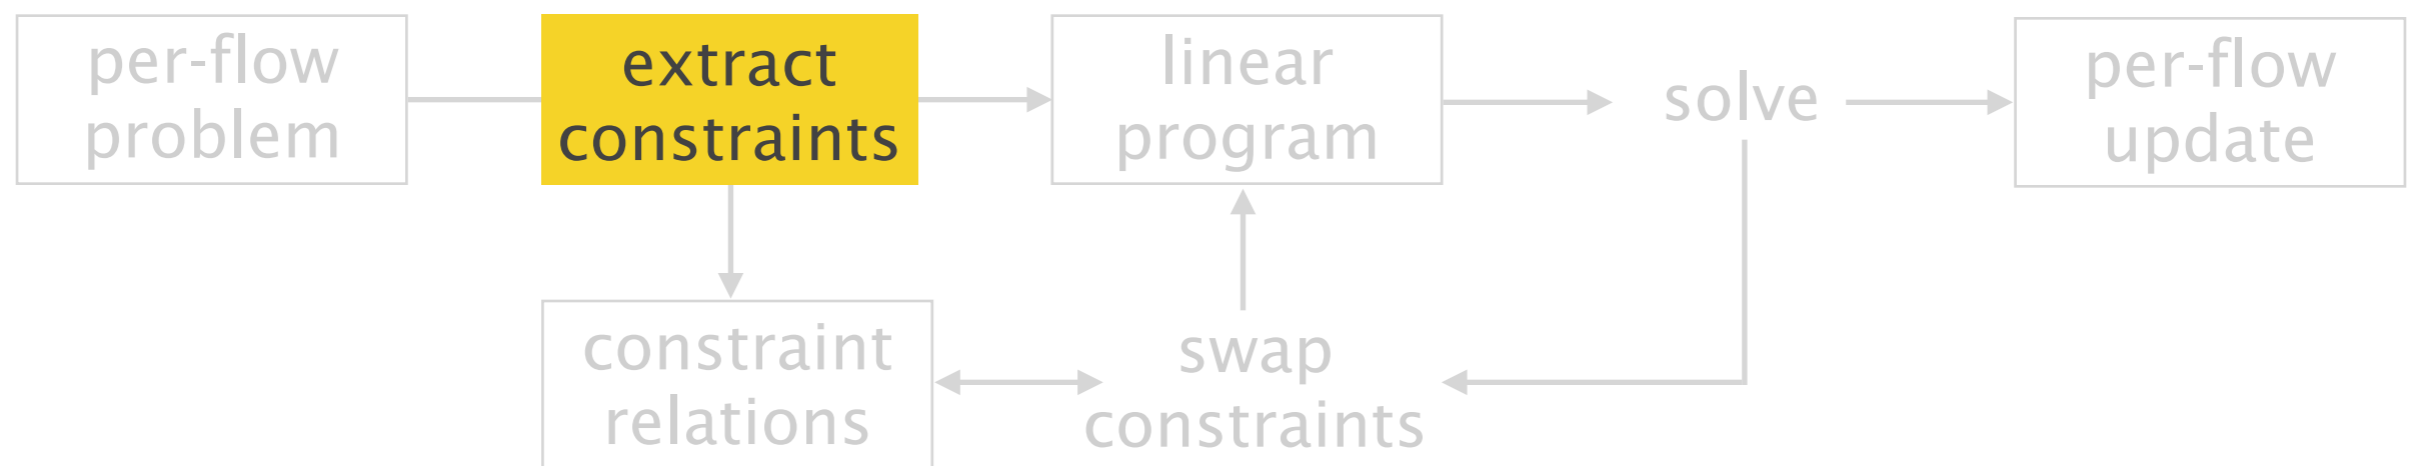 per-flow
problem
extract
constraints
linear
program
solve
per-flow
update
constraint
relations
swap
constraints